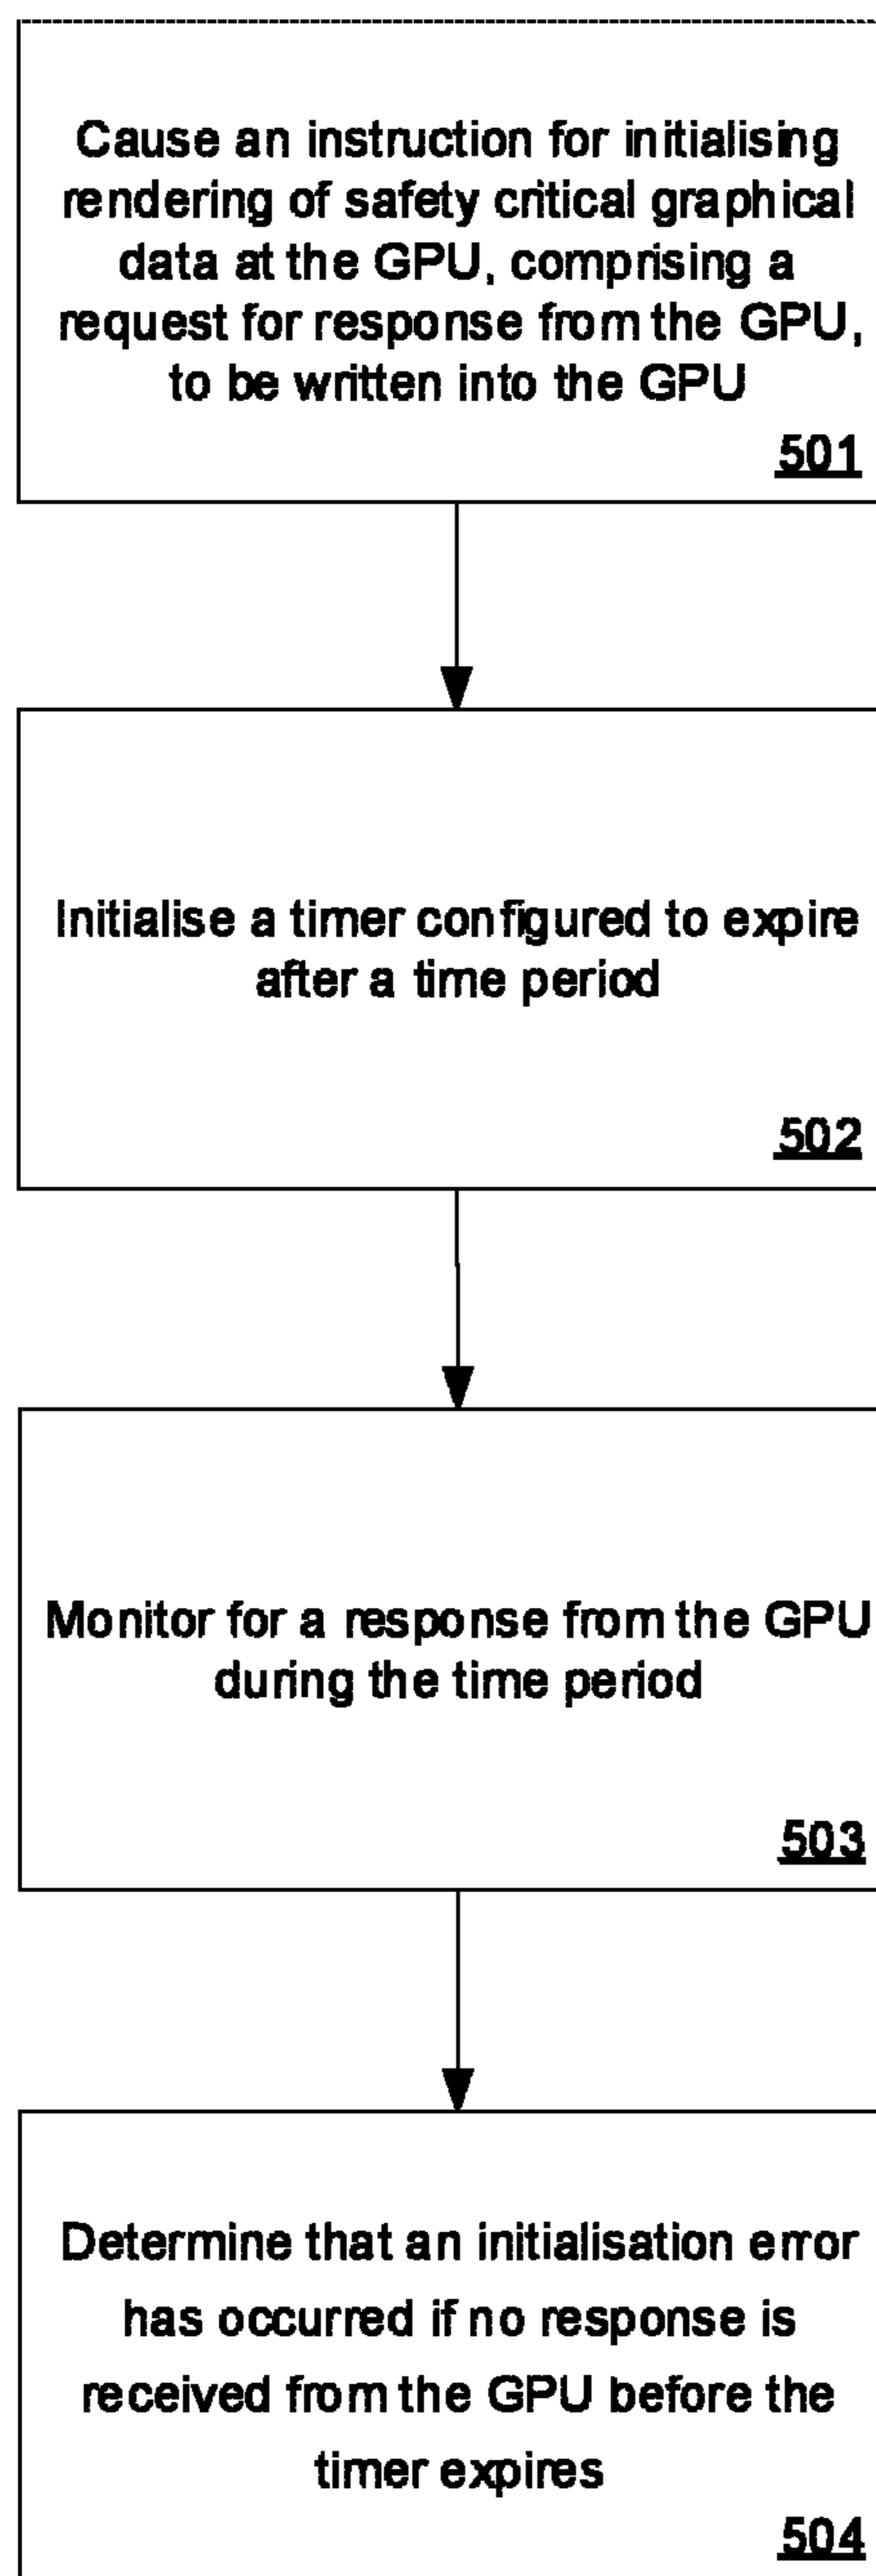 Cause an instruction for initialising
rendering of safety critical graphical
data at the GPU, comprising a
request for response from the GPU,
to be written into the GPU
501
Initialise a timer configured to expire
after a time period
502
Monitor for a response from the GPU
during the time period
503
Determine that an initialisation error
has occurred if no response is
received from the GPU before the
timer expires
504